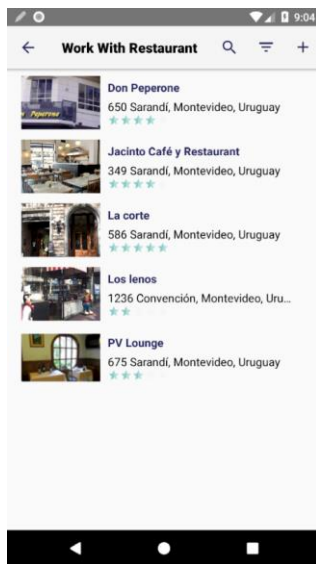 9:04
Work With Restaurant
Don Peperone
650 Sarandí, Montevideo, Uruguay
Jacinto Café y Restaurant
349 Sarandí, Montevideo, Uruguay
La corte
586 Sarandí, Montevideo, Uruguay
Los lenos
1236 Convención, Montevideo, Uru...
PV Lounge
675 Sarandí, Montevideo, Uruguay